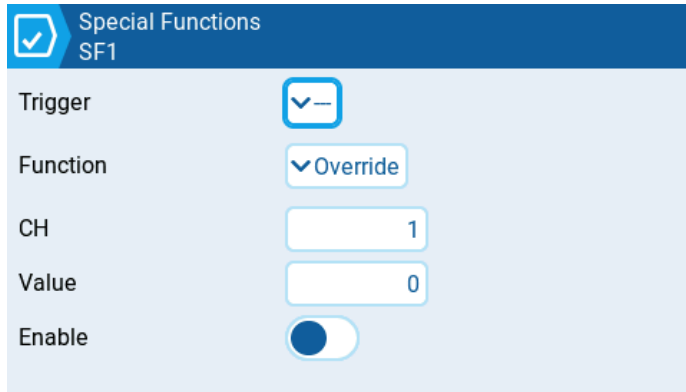 Special Functions
SF1
Trigger
---
Function
Override
CH
1
Value
0
Enable